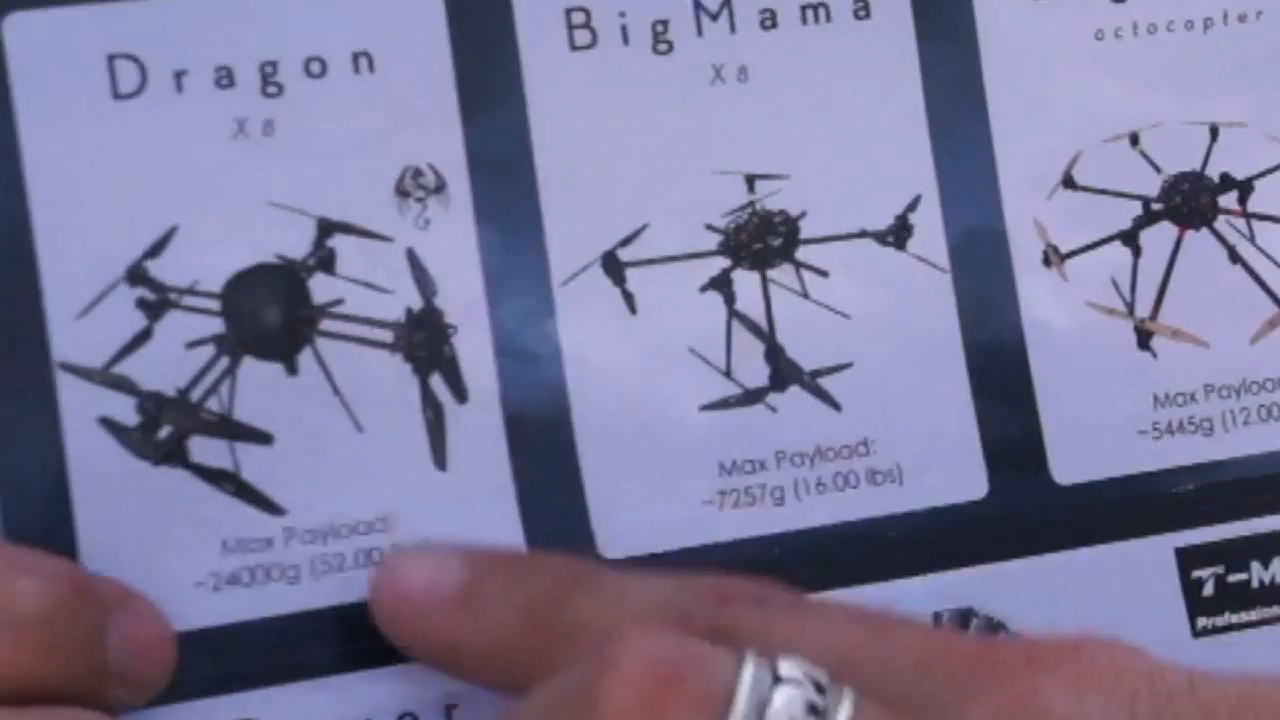 Dragon
X8
Max Payload:
~24000g (52.00
BigMama
X8
Max Payload:
~7257g (16.00 lbs)
octocopter
Max
~5445g (12.00
T-M